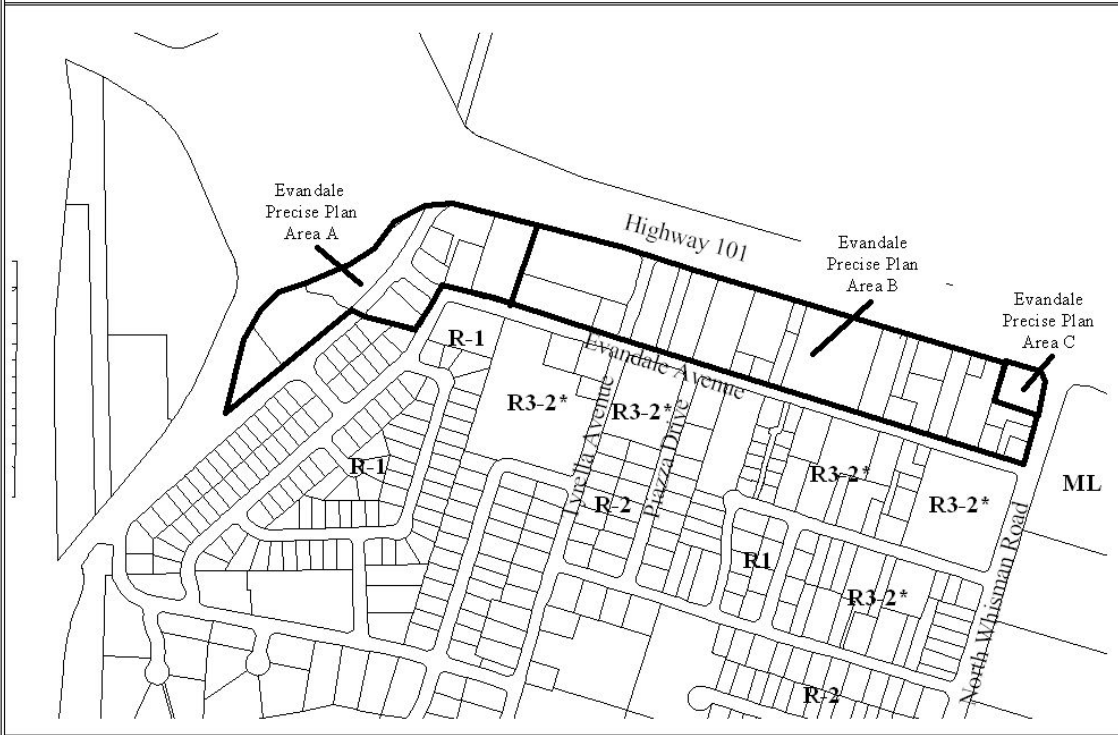 Evandale
Precise Plan
Area A
Highway 101
Evandale
Precise Plan
Area B
Evandale
Precise Plan
Area C
R-1
Evandale Avenue
R3-2*
R3-2*
Tyrella Avenue
Piazza Drive
R-1
R-2
R3-2*
R3-2*
ML
R1
R3-2*
North Whisman Road
R-2